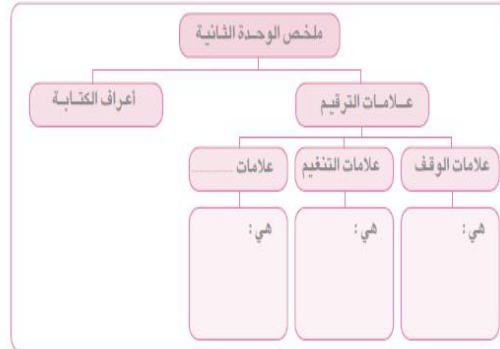 ملخص الوحدة الثانية
علامات الترقيم
أعراف الكتابة
علامات الوقف
علامات التنغيم
علامات ..............
هي :
هي :
هي :